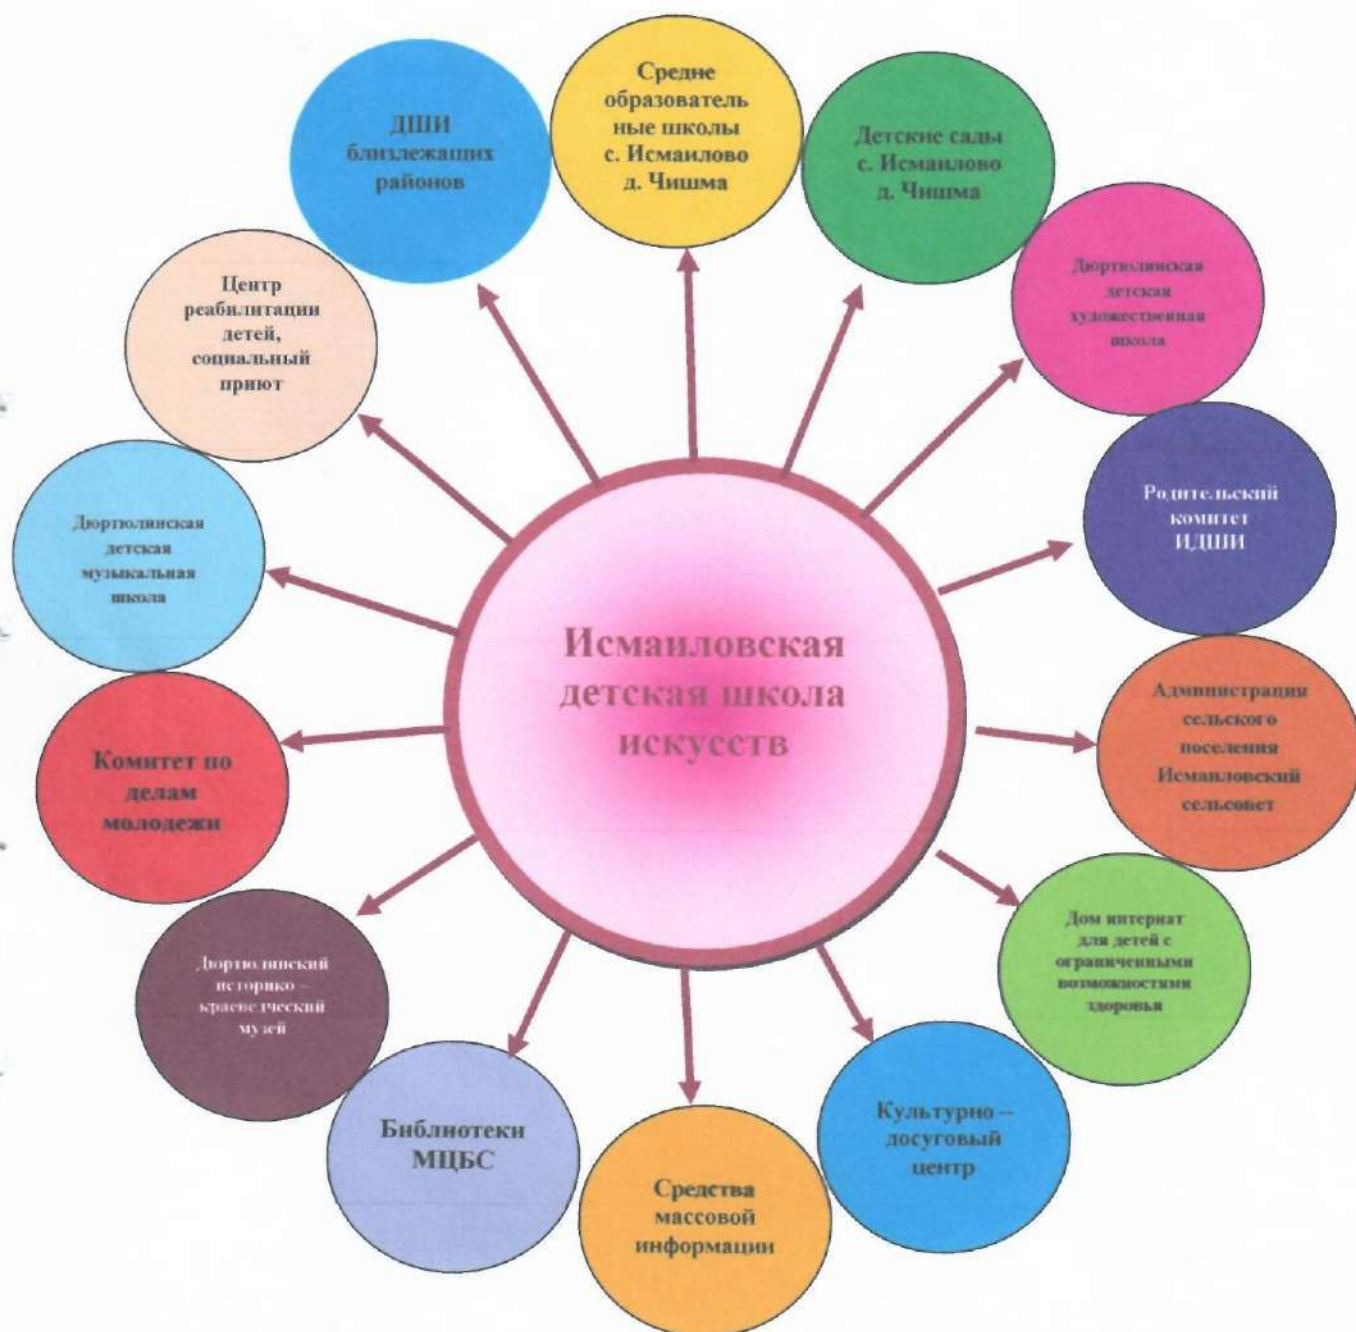 Средне
образователь
ные школы
с. Исмаилово
д. Чишма
ДШИ
близлежащих
районов
Детские сады
с. Исмаилово
д. Чишма
Центр
реабилитации
детей,
социальный
приют
Дюртюлинская
детская
художественная
школа
Дюртюлинская
детская
музыкальная
школа
Родительский
комитет
ИДШИ
Исмаиловская
детская школа
искусств
Комитет по
делам
молодежи
Администрация
сельского
поселения
Исмаиловский
сельсовет
Дюртюлинский
историко –
краеведческий
музей
Дом интернат
для детей с
ограниченными
возможностями
здоровья
Библиотеки
МЦБС
Культурно –
досуговый
центр
Средства
массовой
информации